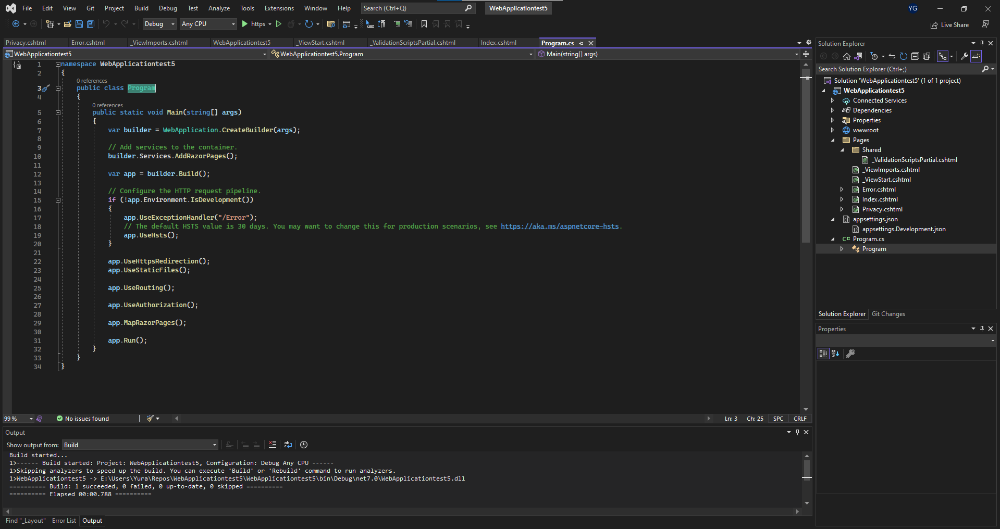 File Edit View Git Project Build Debug Test Analyze Tools Extensions Window Help Search (Ctrl+Q) WebApplicationtest5 YG
Debug Any CPU https Live Share
Privacy.cshtml Error.cshtml _ViewImports.cshtml WebApplicationtest5 _ViewStart.cshtml _ValidationScriptsPartial.cshtml Index.cshtml Program.cs
WebApplicationtest5 WebApplicationtest5.Program Main(string[] args)
1 namespace WebApplicationtest5
2 {
0 references
3 public class Program
4 {
0 references
5 public static void Main(string[] args)
6 {
7 var builder = WebApplication.CreateBuilder(args);
8
9 // Add services to the container.
10 builder.Services.AddRazorPages();
11
12 var app = builder.Build();
13
14 // Configure the HTTP request pipeline.
15 if (!app.Environment.IsDevelopment())
16 {
17 app.UseExceptionHandler("/Error");
18 // The default HSTS value is 30 days. You may want to change this for production scenarios, see https://aka.ms/aspnetcore-hsts.
19 app.UseHsts();
20 }
21
22 app.UseHttpsRedirection();
23 app.UseStaticFiles();
24
25 app.UseRouting();
26
27 app.UseAuthorization();
28
29 app.MapRazorPages();
30
31 app.Run();
32 }
33 }
34 }
99 % No issues found Ln: 3 Ch: 25 SPC CRLF
Output
Show output from: Build
Build started...
1>------ Build started: Project: WebApplicationtest5, Configuration: Debug Any CPU ------
1>Skipping analyzers to speed up the build. You can execute 'Build' or 'Rebuild' command to run analyzers.
1>WebApplicationtest5 -> E:\Users\Yura\Repos\WebApplicationtest5\WebApplicationtest5\bin\Debug\net7.0\WebApplicationtest5.dll
========== Build: 1 succeeded, 0 failed, 0 up-to-date, 0 skipped ==========
========== Elapsed 00:00.788 ==========
Find "_Layout" Error List Output
Solution Explorer
Search Solution Explorer (Ctrl+;)
Solution 'WebApplicationtest5' (1 of 1 project)
WebApplicationtest5
Connected Services
Dependencies
Properties
wwwroot
Pages
Shared
_ValidationScriptsPartial.cshtml
_ViewImports.cshtml
_ViewStart.cshtml
Error.cshtml
Index.cshtml
Privacy.cshtml
appsettings.json
appsettings.Development.json
C# Program.cs
Program
Solution Explorer Git Changes
Properties